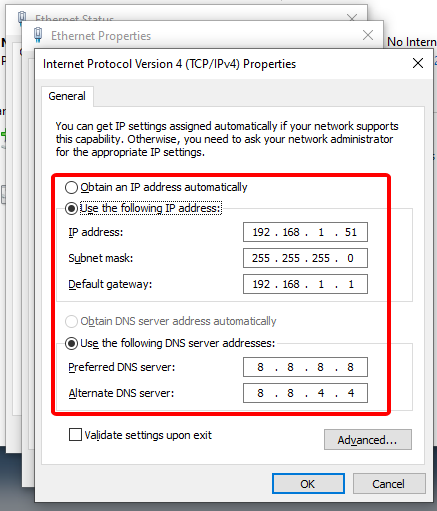 Ethernet Status
Ethernet Properties
No Intern
Internet Protocol Version 4 (TCP/IPv4) Properties
General
You can get IP settings assigned automatically if your network supports
this capability. Otherwise, you need to ask your network administrator
for the appropriate IP settings.
Obtain an IP address automatically
Use the following IP address:
IP address: 192 . 168 . 1 . 51
Subnet mask: 255 . 255 . 255 . 0
Default gateway: 192 . 168 . 1 . 1
Obtain DNS server address automatically
Use the following DNS server addresses:
Preferred DNS server: 8 . 8 . 8 . 8
Alternate DNS server: 8 . 8 . 4 . 4
Validate settings upon exit
Advanced...
OK Cancel